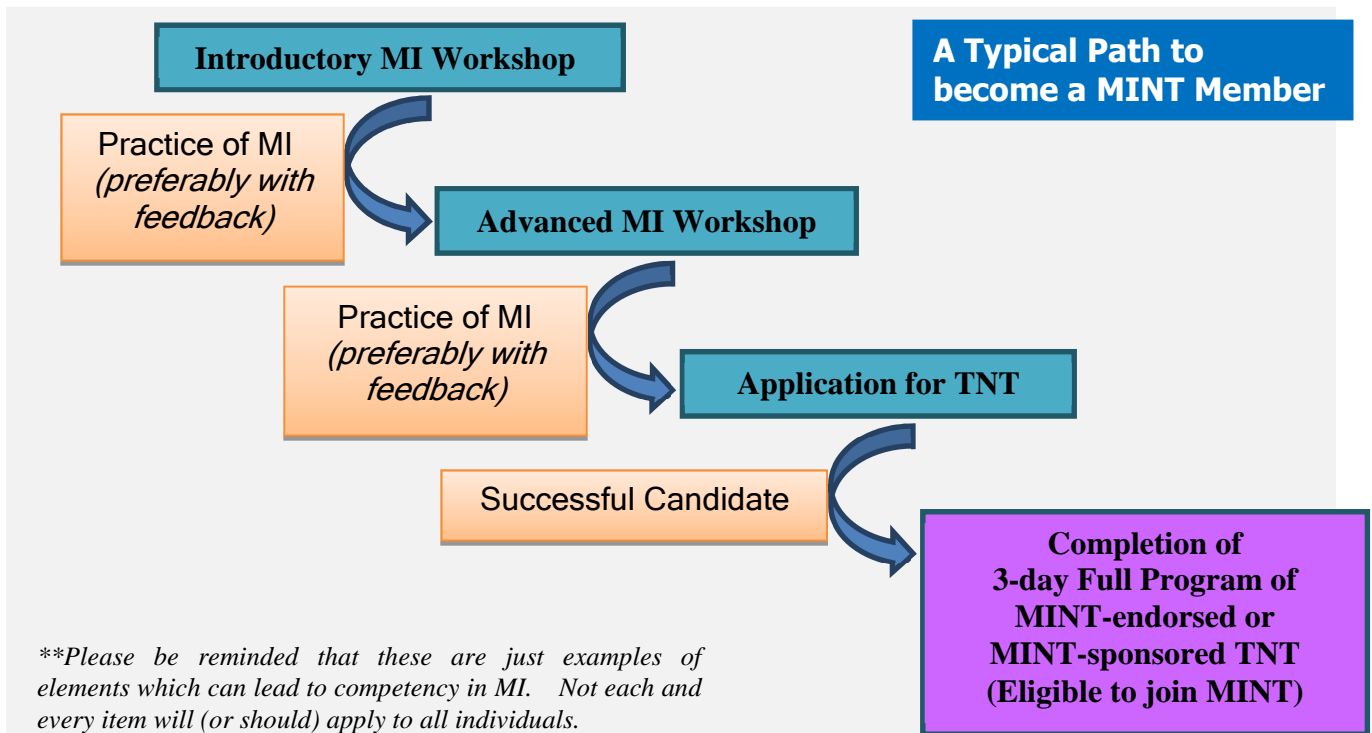 A Typical Path to
become a MINT Member
Introductory MI Workshop
Practice of MI
(preferably with
feedback)
Advanced MI Workshop
Practice of MI
(preferably with
feedback)
Application for TNT
Successful Candidate
Completion of
3-day Full Program of
MINT-endorsed or
MINT-sponsored TNT
(Eligible to join MINT)
**Please be reminded that these are just examples of
elements which can lead to competency in MI. Not each and
every item will (or should) apply to all individuals.